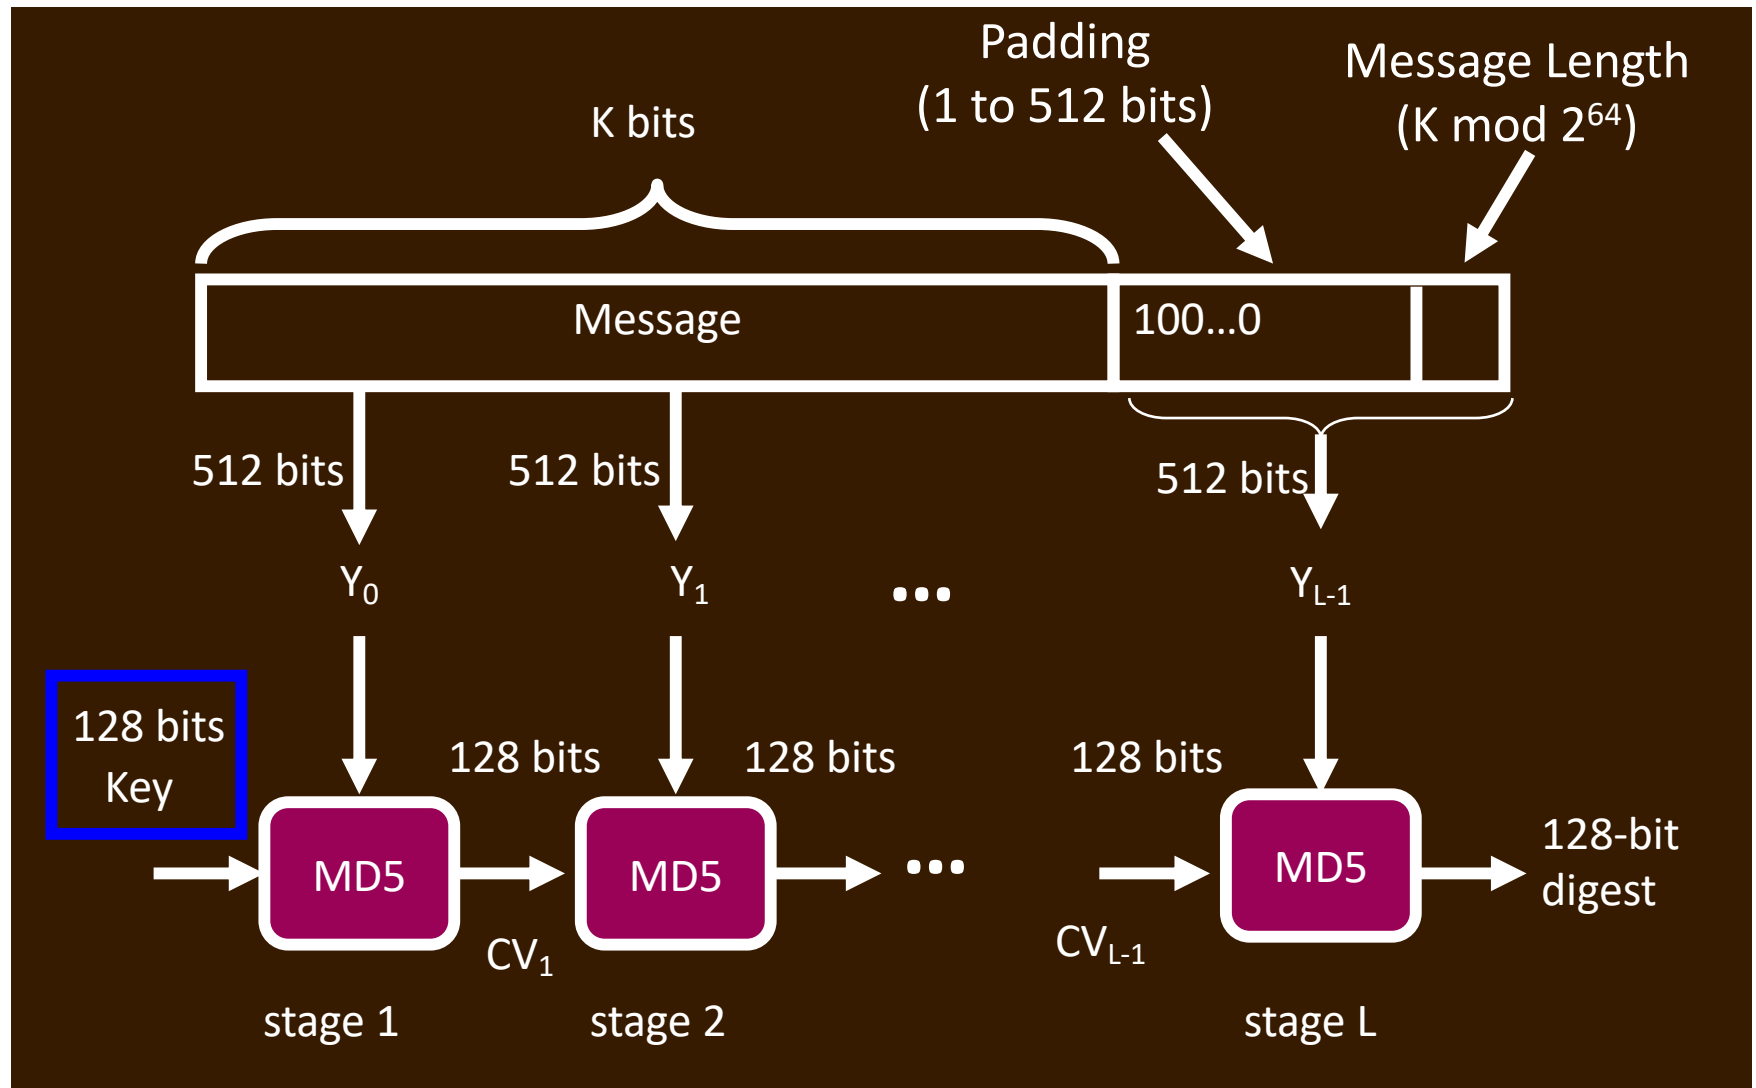 Padding
(1 to 512 bits)
Message Length
(K mod 2⁶⁴)
K bits
Message
100...0
512 bits
512 bits
512 bits
Y₀
Y₁
...
Y_L-1
128 bits
Key
128 bits
128 bits
128 bits
MD5
MD5
...
MD5
128-bit
digest
CV₁
CV_L-1
stage 1
stage 2
stage L